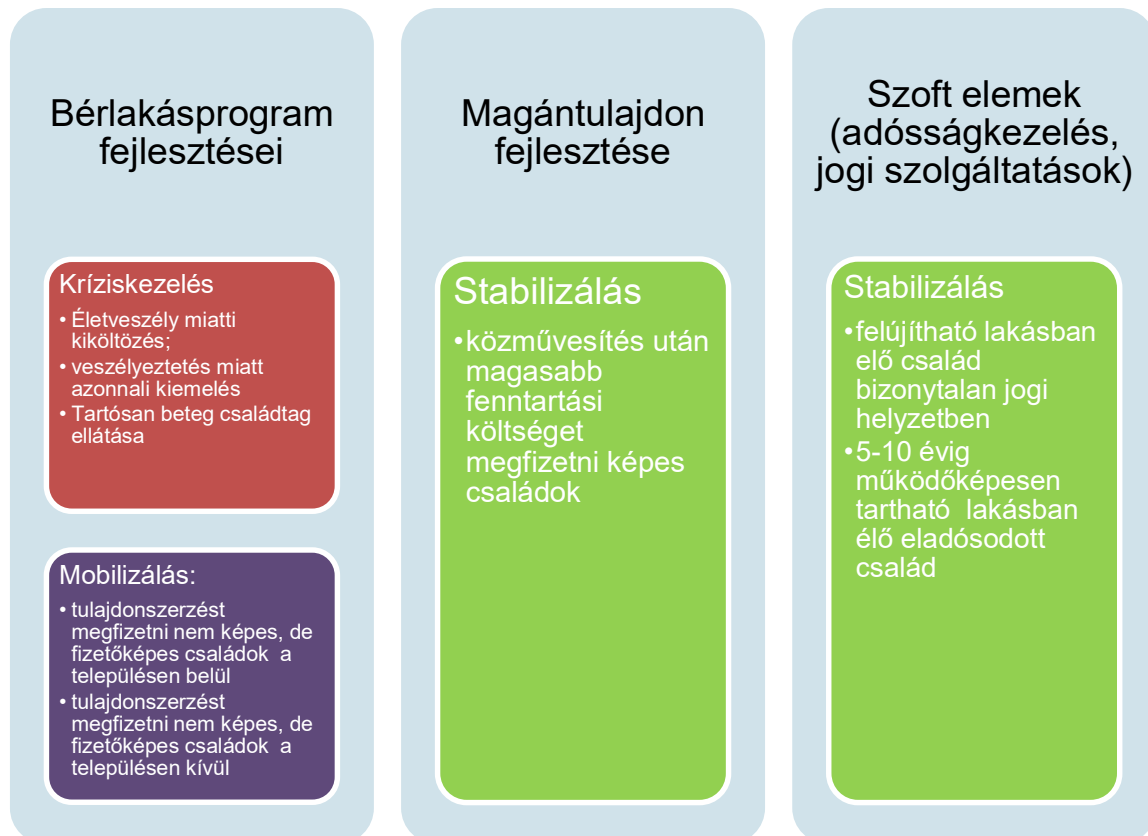 Bérlakásprogram
fejlesztései
Kríziskezelés
• Életveszély miatti
kiköltözés;
• veszélyeztetés miatt
azonnali kiemelés
• Tartósan beteg családtag
ellátása
Mobilizálás:
• tulajdonszerzést
megfizetni nem képes, de
fizetőképes családok a
településen belül
• tulajdonszerzést
megfizetni nem képes, de
fizetőképes családok a
településen kívül
Magántulajdon
fejlesztése
Stabilizálás
•közművesítés után
magasabb
fenntartási
költséget
megfizetni képes
családok
Szoft elemek
(adósságkezelés,
jogi szolgáltatások)
Stabilizálás
•felújítható lakásban
elő család
bizonytalan jogi
helyzetben
•5-10 évig
működőképesen
tartható lakásban
élő eladósodott
család